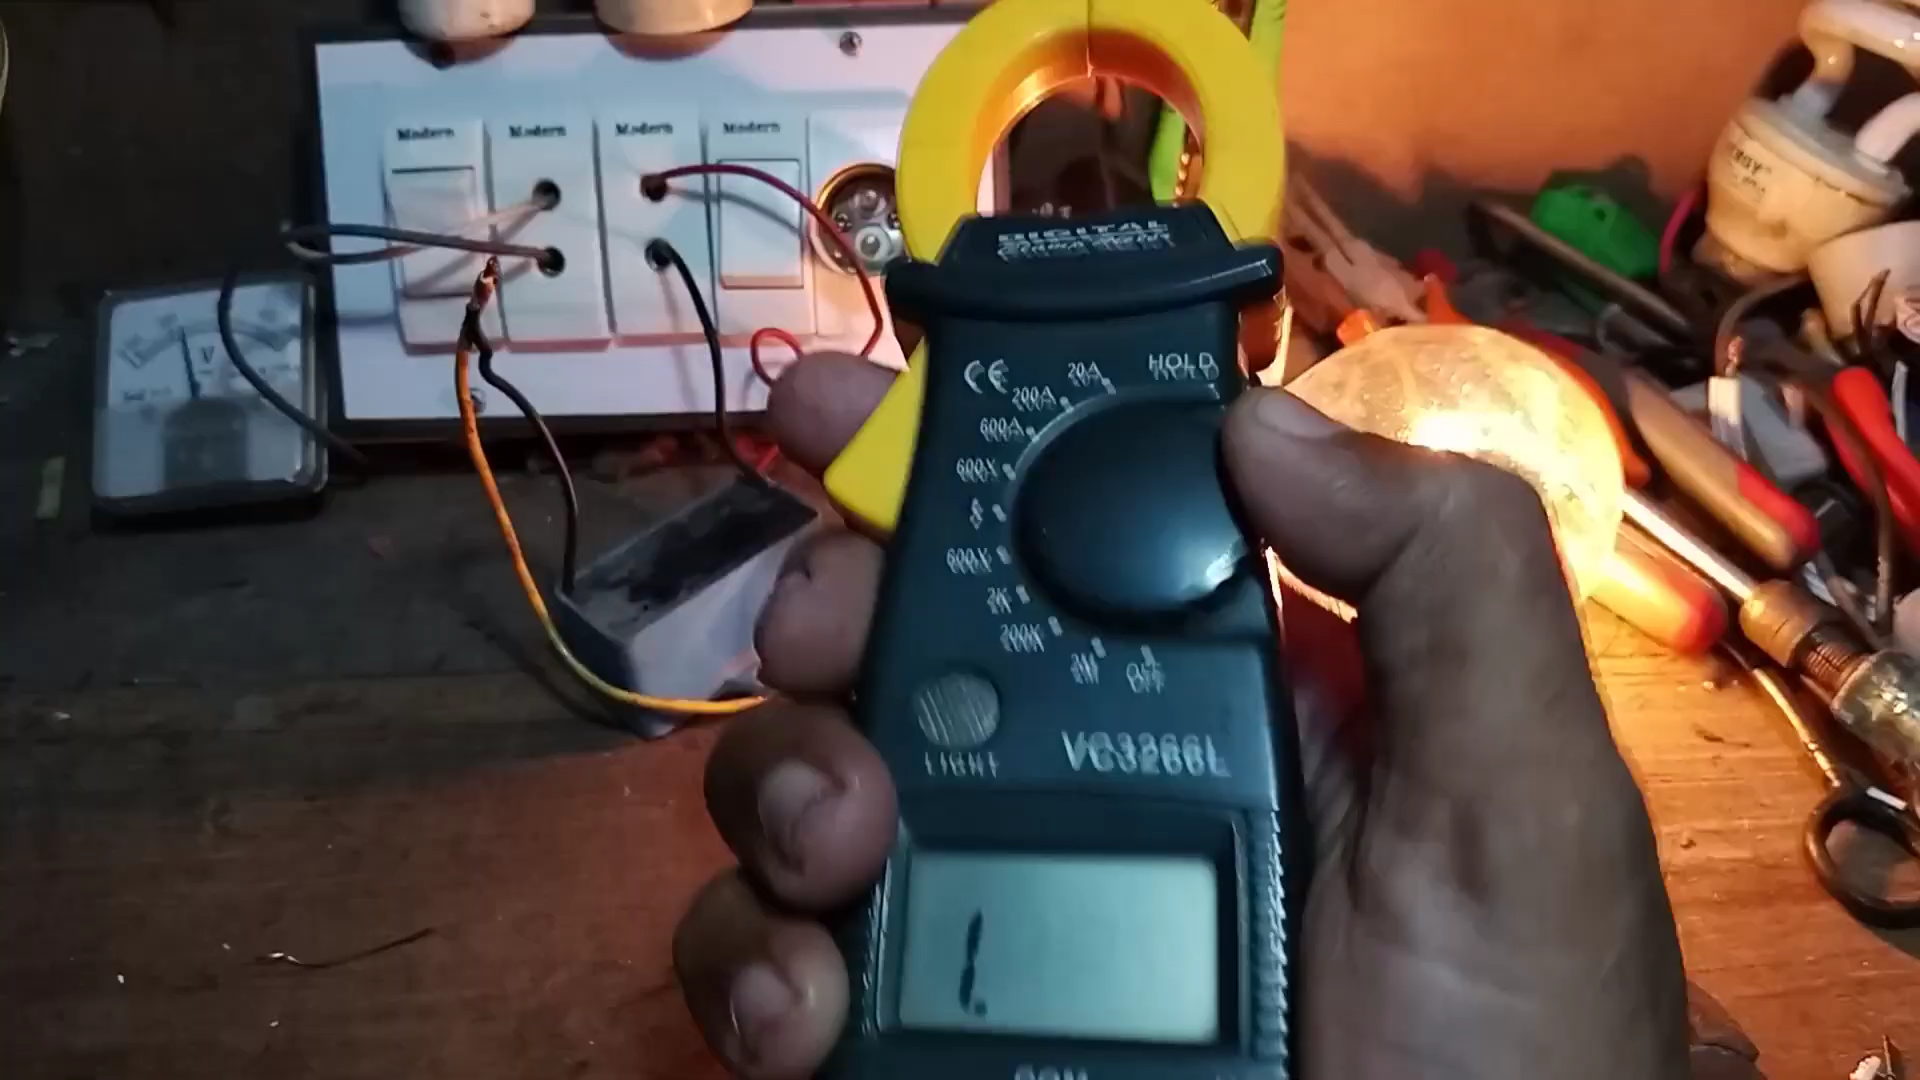 Modern
Modern
Modern
Modern
DIGITAL
CE
20A
HOLD
200A
600A
600V
600V
2K
200K
2M
OFF
LIGHT
VC3266L
1.
COM
V